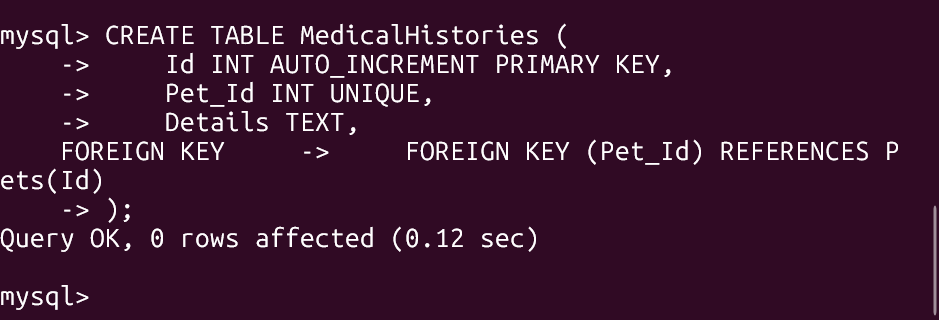 mysql> CREATE TABLE MedicalHistories (
    ->     Id INT AUTO_INCREMENT PRIMARY KEY,
    ->     Pet_Id INT UNIQUE,
    ->     Details TEXT,
    FOREIGN KEY     ->     FOREIGN KEY (Pet_Id) REFERENCES P
ets(Id)
    -> );
Query OK, 0 rows affected (0.12 sec)
mysql>